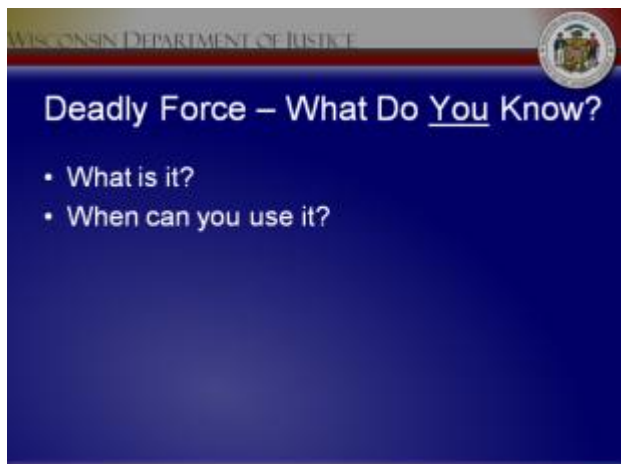 WISCONSIN DEPARTMENT OF JUSTICE
Deadly Force – What Do You Know?
• What is it?
• When can you use it?